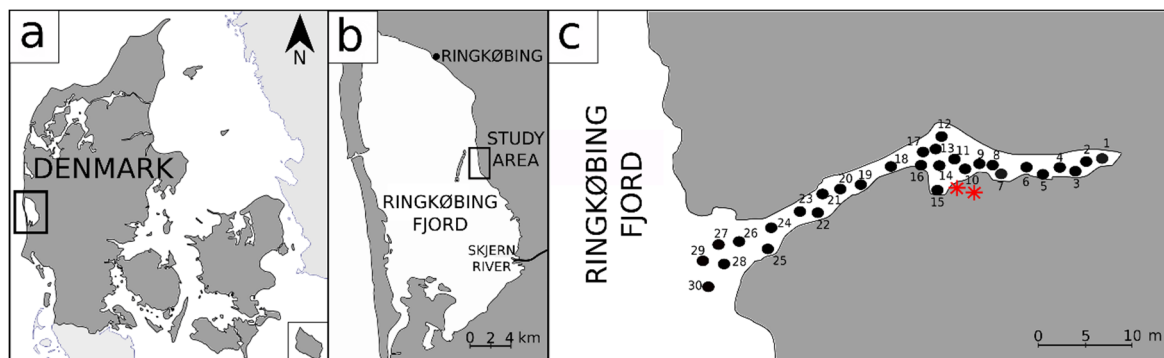 a
N
DENMARK
b
RINGKØBING
STUDY
AREA
RINGKØBING
FJORD
SKJERN
RIVER
0 2 4 km
c
RINGKØBING
FJORD
12
17
13
11
9
8
4
2
1
18
16
14
10
7
6
5
3
15
20
19
23
21
22
24
27
26
25
29
28
30
0 5 10 m